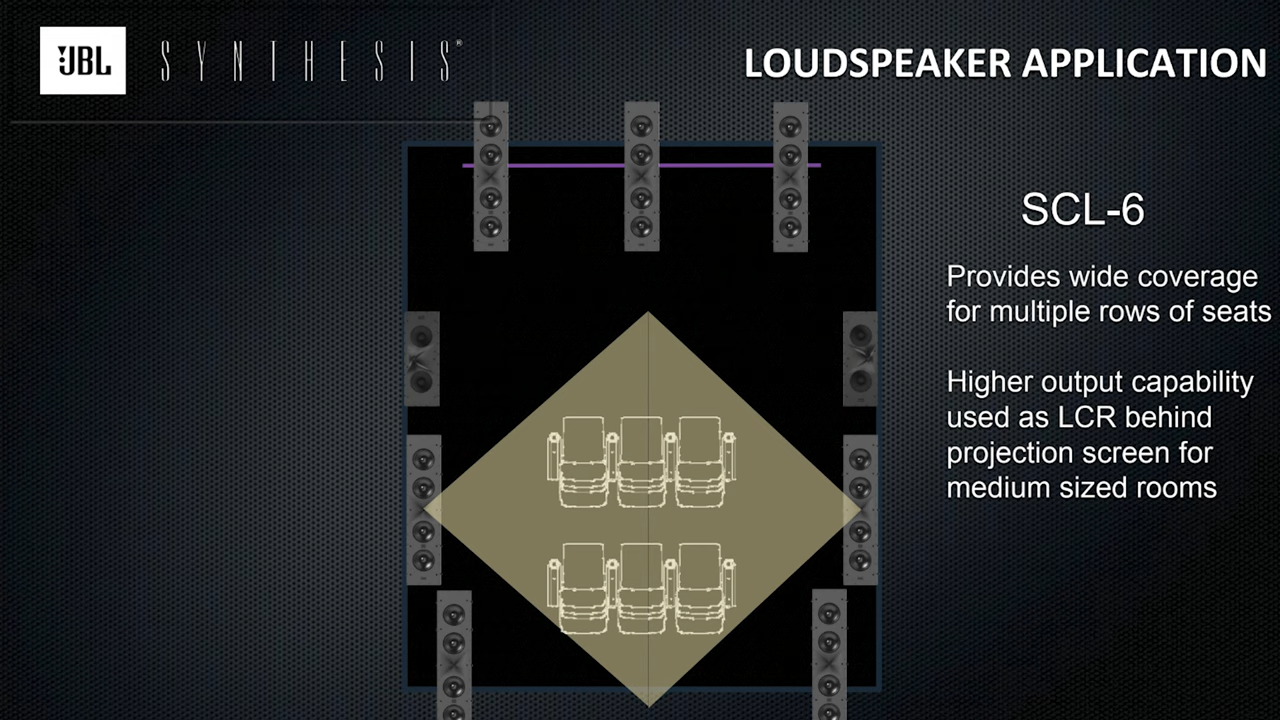 JBL SYNTHESIS®
LOUDSPEAKER APPLICATION
SCL-6
Provides wide coverage
for multiple rows of seats
Higher output capability
used as LCR behind
projection screen for
medium sized rooms